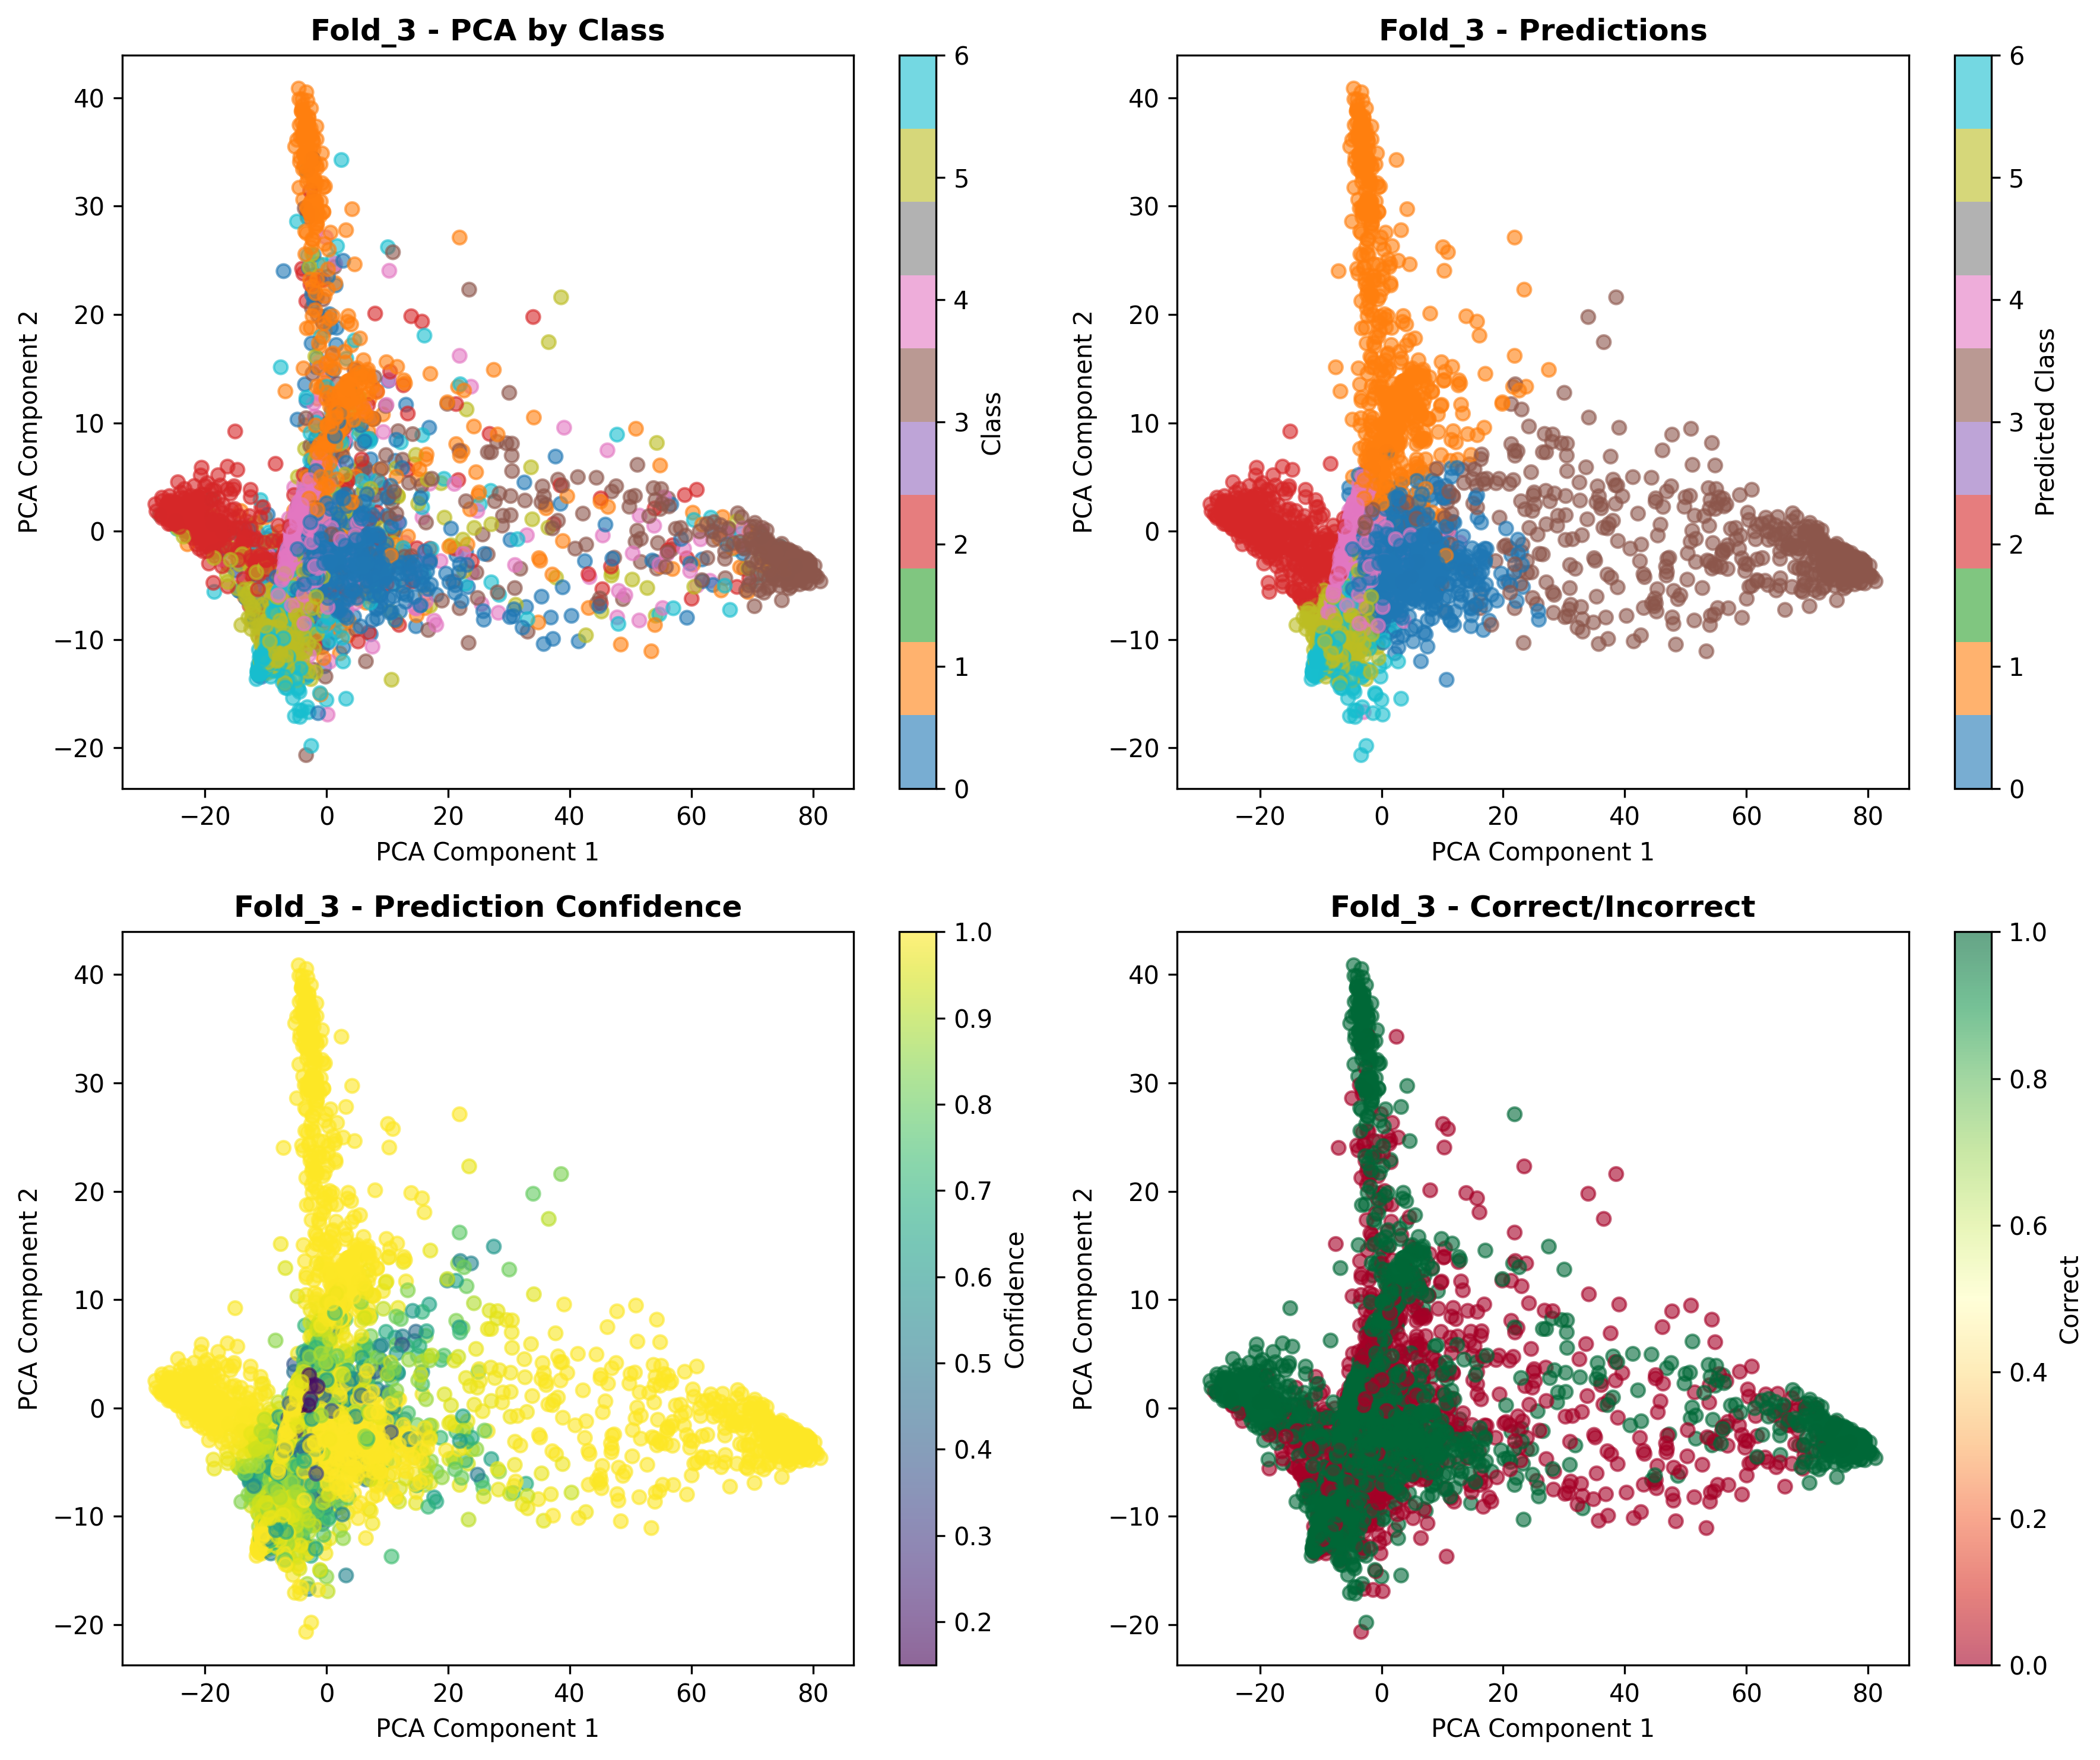 Fold_3 - PCA by Class
40
30
20
10
0
−10
−20
PCA Component 2
−20 0 20 40 60 80
PCA Component 1
6
5
4
3
2
1
0
Class
Fold_3 - Predictions
40
30
20
10
0
−10
−20
PCA Component 2
−20 0 20 40 60 80
PCA Component 1
6
5
4
3
2
1
0
Predicted Class
Fold_3 - Prediction Confidence
40
30
20
10
0
−10
−20
PCA Component 2
−20 0 20 40 60 80
PCA Component 1
1.0
0.9
0.8
0.7
0.6
0.5
0.4
0.3
0.2
Confidence
Fold_3 - Correct/Incorrect
40
30
20
10
0
−10
−20
PCA Component 2
−20 0 20 40 60 80
PCA Component 1
1.0
0.8
0.6
0.4
0.2
0.0
Correct